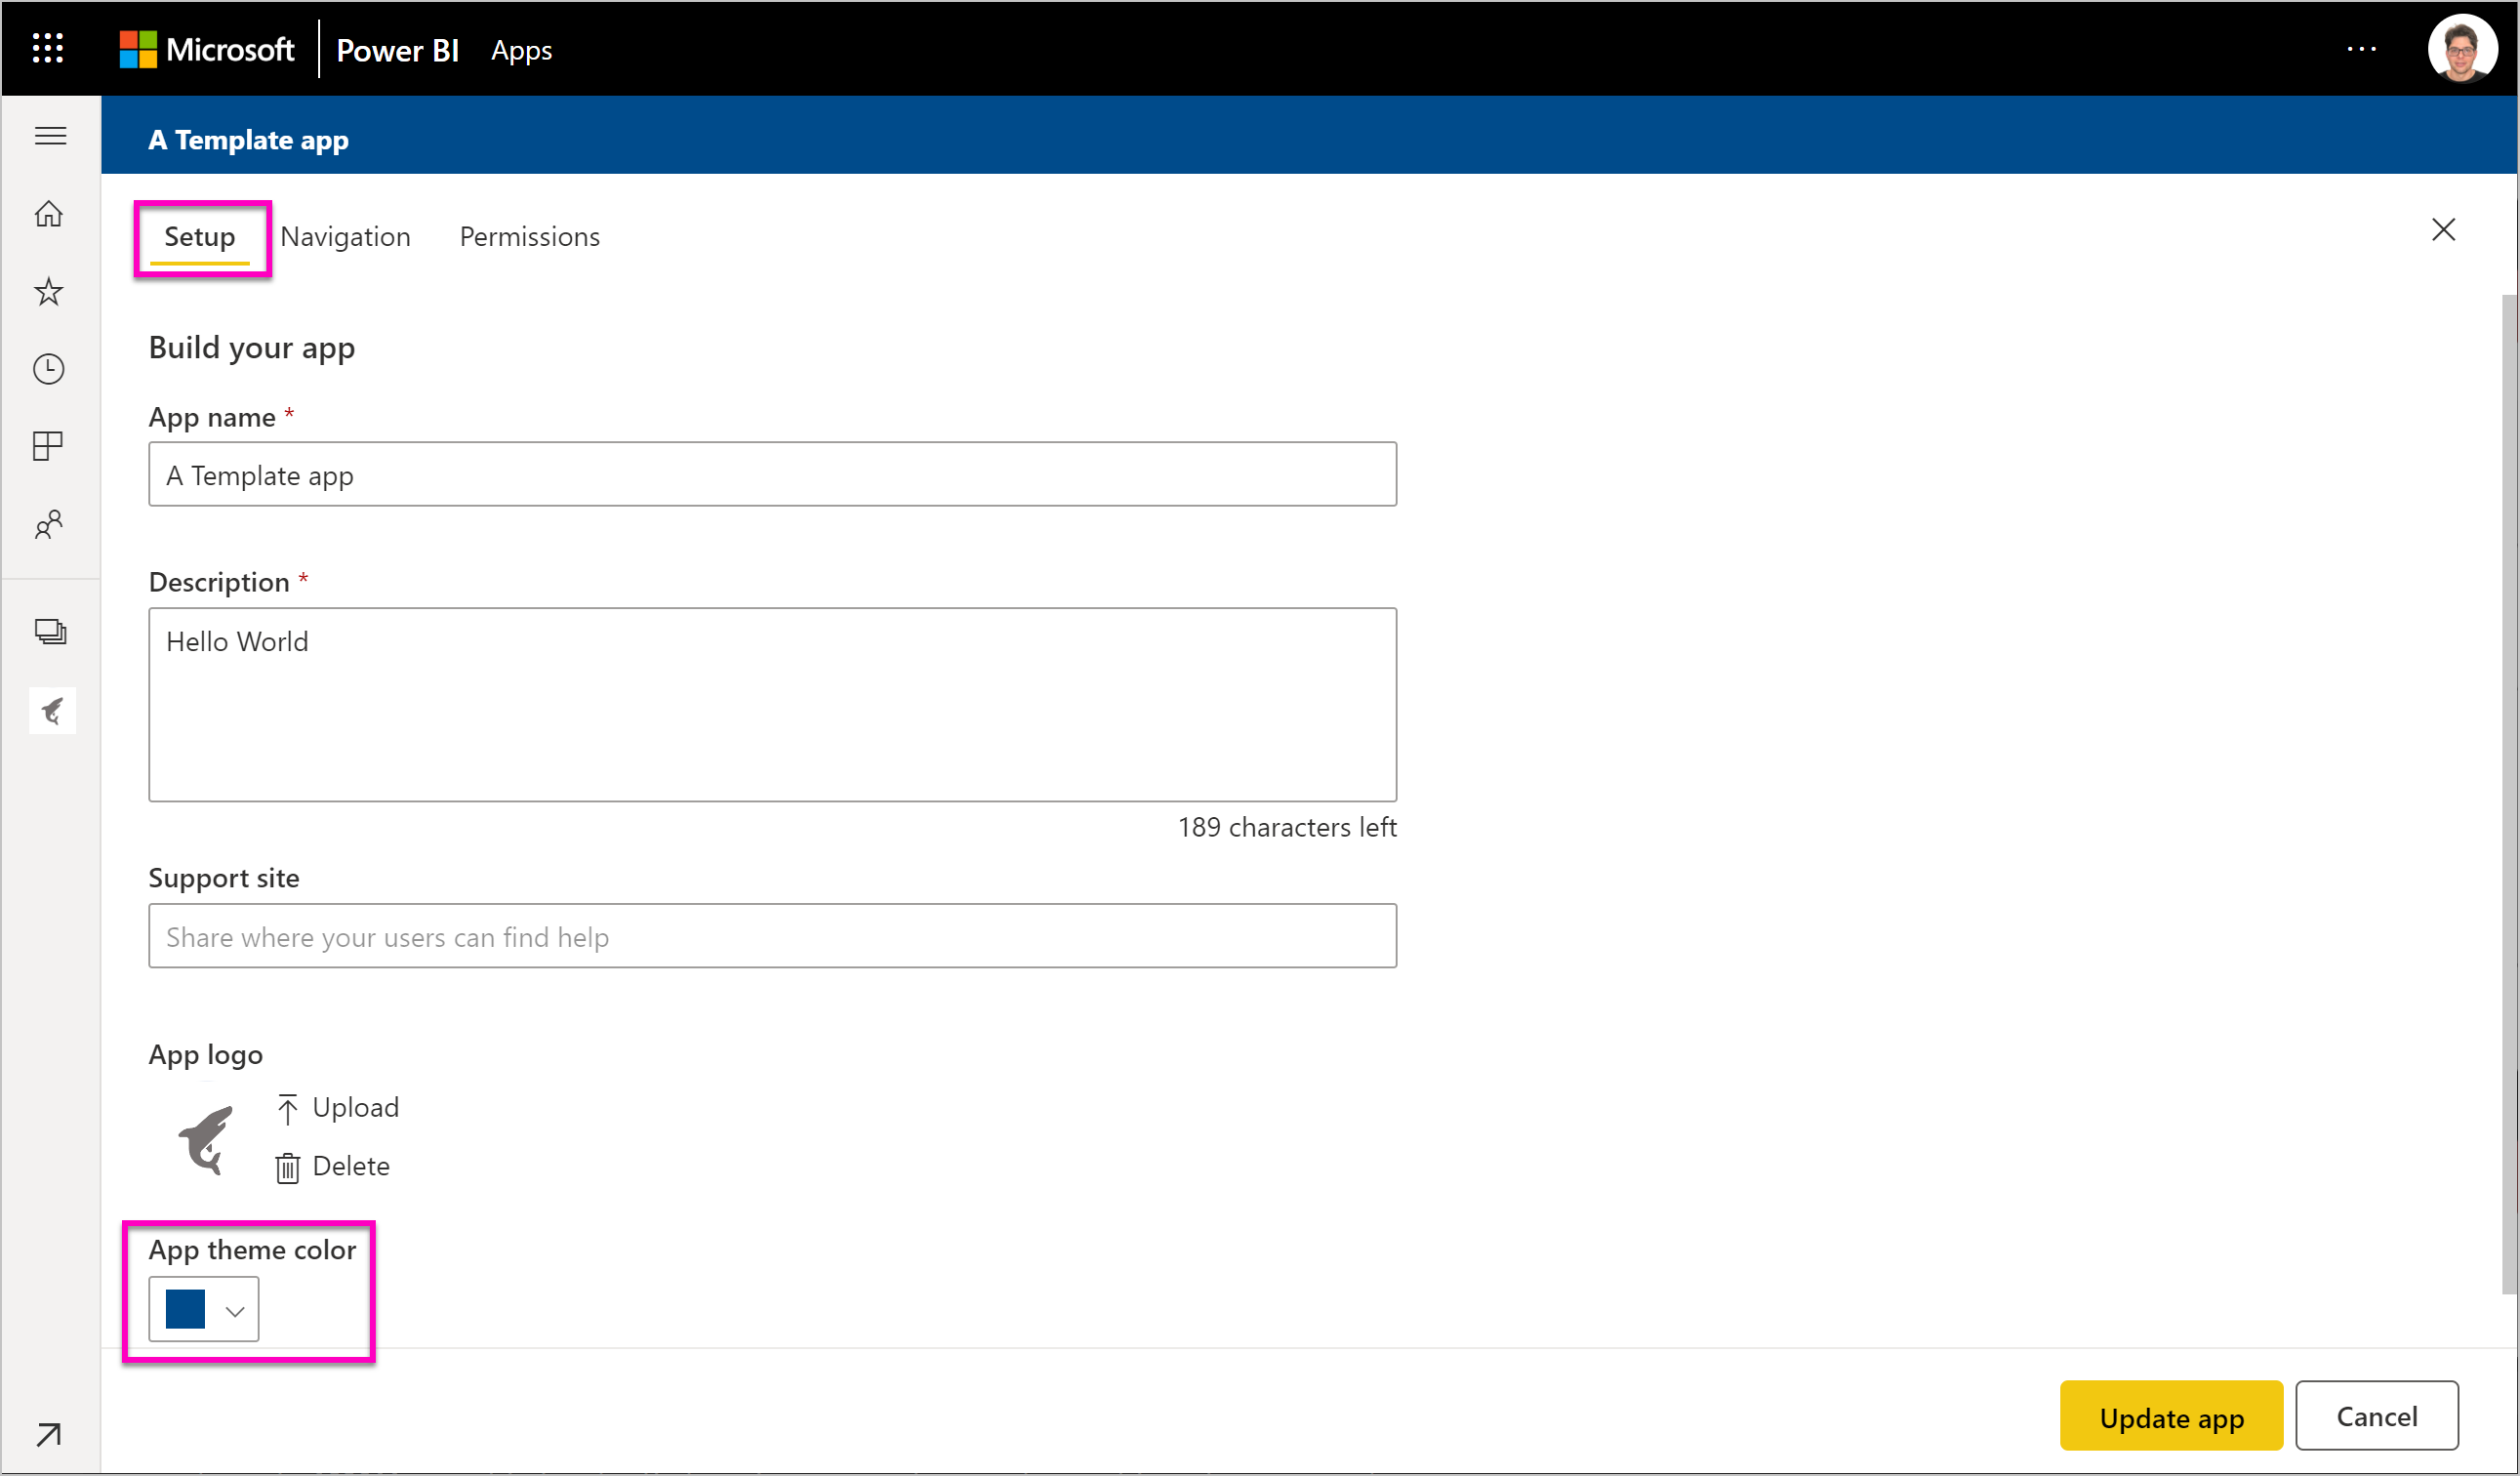 Microsoft Power BI Apps
A Template app
Setup Navigation Permissions
Build your app
App name *
A Template app
Description *
Hello World
189 characters left
Support site
Share where your users can find help
App logo
Upload
Delete
App theme color
Update app Cancel